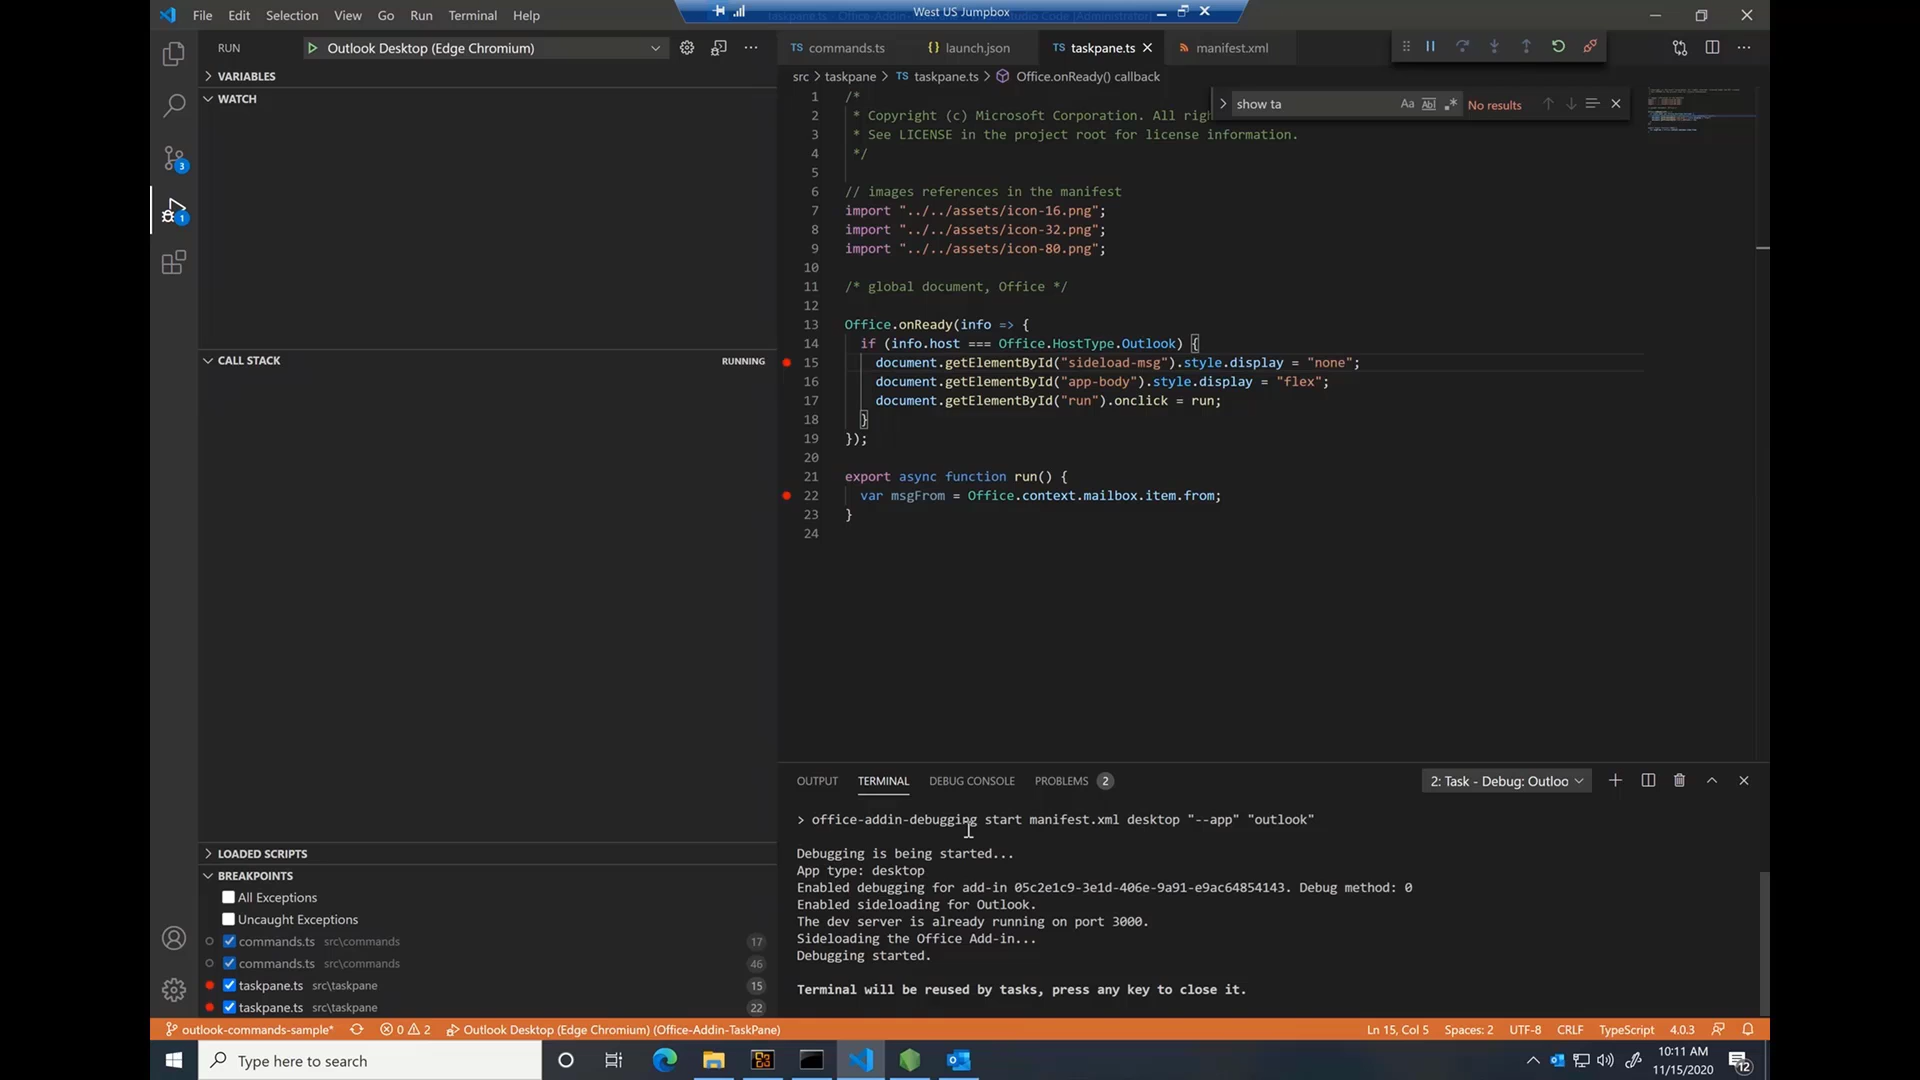 West US Jumpbox
File Edit Selection View Go Run Terminal Help
RUN Outlook Desktop (Edge Chromium)
TS commands.ts {} launch.json TS taskpane.ts manifest.xml
VARIABLES
src > taskpane > TS taskpane.ts > Office.onReady() callback
WATCH
show ta Aa Abl .* No results
1 /*
2 * Copyright (c) Microsoft Corporation. All righ
3 * See LICENSE in the project root for license information.
4 */
5
6 // images references in the manifest
7 import "../../assets/icon-16.png";
8 import "../../assets/icon-32.png";
9 import "../../assets/icon-80.png";
10
11 /* global document, Office */
12
13 Office.onReady(info => {
14 if (info.host === Office.HostType.Outlook) {
15 document.getElementById("sideload-msg").style.display = "none";
16 document.getElementById("app-body").style.display = "flex";
17 document.getElementById("run").onclick = run;
18 }
19 });
20
21 export async function run() {
22 var msgFrom = Office.context.mailbox.item.from;
23 }
24
CALL STACK RUNNING
LOADED SCRIPTS
BREAKPOINTS
All Exceptions
Uncaught Exceptions
commands.ts src\commands 17
commands.ts src\commands 46
taskpane.ts src\taskpane 15
taskpane.ts src\taskpane 22
3
1
OUTPUT TERMINAL DEBUG CONSOLE PROBLEMS 2 2: Task - Debug: Outloo
> office-addin-debugging start manifest.xml desktop "--app" "outlook"
Debugging is being started...
App type: desktop
Enabled debugging for add-in 05c2e1c9-3e1d-406e-9a91-e9ac64854143. Debug method: 0
Enabled sideloading for Outlook.
The dev server is already running on port 3000.
Sideloading the Office Add-in...
Debugging started.
Terminal will be reused by tasks, press any key to close it.
outlook-commands-sample* 0 2 Outlook Desktop (Edge Chromium) (Office-Addin-TaskPane) Ln 15, Col 5 Spaces: 2 UTF-8 CRLF TypeScript 4.0.3
Type here to search
10:11 AM
11/15/2020
12